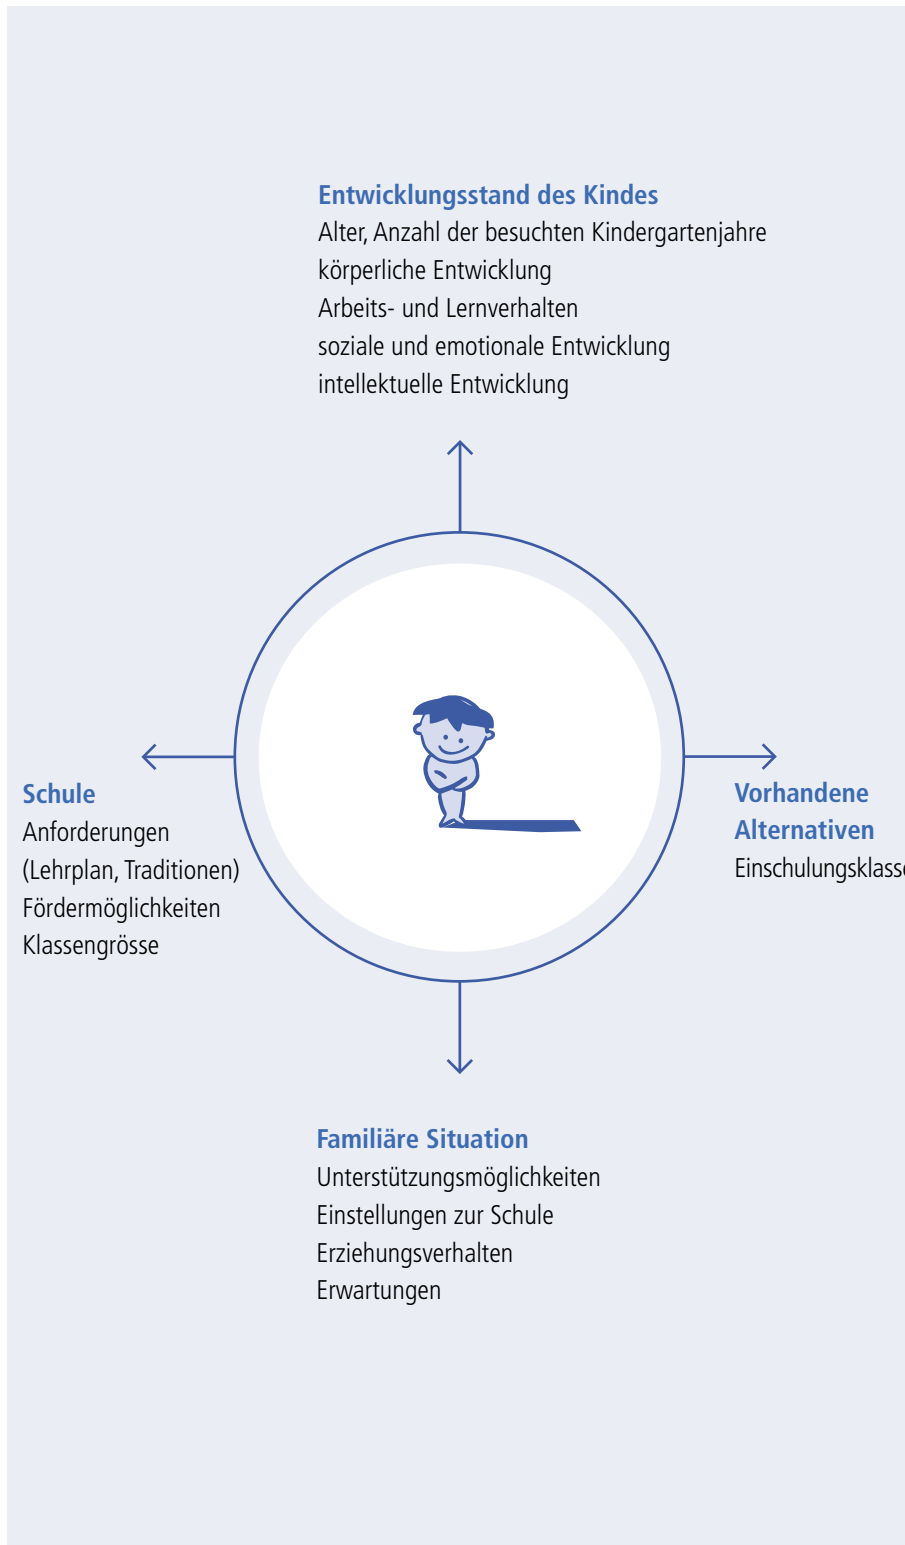 Entwicklungsstand des Kindes
Alter, Anzahl der besuchten Kindergartenjahre
körperliche Entwicklung
Arbeits- und Lernverhalten
soziale und emotionale Entwicklung
intellektuelle Entwicklung
Schule
Anforderungen
(Lehrplan, Traditionen)
Fördermöglichkeiten
Klassengrösse
Vorhandene
Alternativen
Einschulungsklasse
Familiäre Situation
Unterstützungsmöglichkeiten
Einstellungen zur Schule
Erziehungsverhalten
Erwartungen